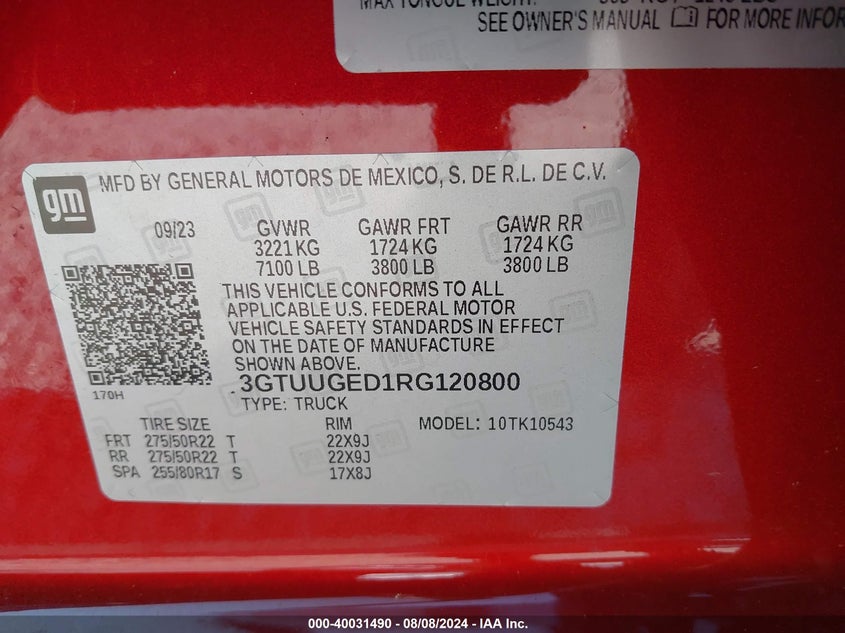 SEE OWNER'S MANUAL FOR MORE INFOR
gm MFD BY GENERAL MOTORS DE MEXICO, S. DE R.L. DE C.V.
09/23 GVWR GAWR FRT GAWR RR
3221 KG 1724 KG 1724 KG
7100 LB 3800 LB 3800 LB
THIS VEHICLE CONFORMS TO ALL
APPLICABLE U.S. FEDERAL MOTOR
VEHICLE SAFETY STANDARDS IN EFFECT
ON THE DATE OF MANUFACTURE
SHOWN ABOVE.
3GTUUGED1RG120800
170H
TYPE: TRUCK
TIRE SIZE RIM MODEL: 10TK10543
FRT 275/50R22 T 22X9J
RR 275/50R22 T 22X9J
SPA 255/80R17 S 17X8J
000-40031490 - 08/08/2024 - IAA Inc.